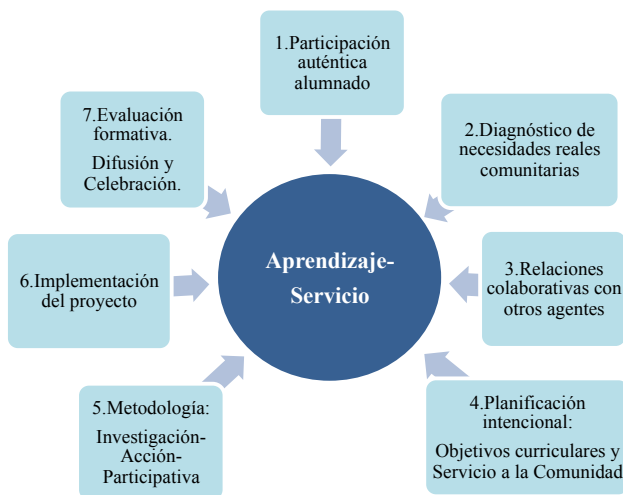 1.Participación
auténtica
alumnado
2.Diagnóstico de
necesidades reales
comunitarias
3.Relaciones
colaborativas con
otros agentes
4.Planificación
intencional:
Objetivos curriculares y
Servicio a la Comunidad
5.Metodología:
Investigación-
Acción-
Participativa
6.Implementación
del proyecto
7.Evaluación
formativa.
Difusión y
Celebración.
Aprendizaje-
Servicio